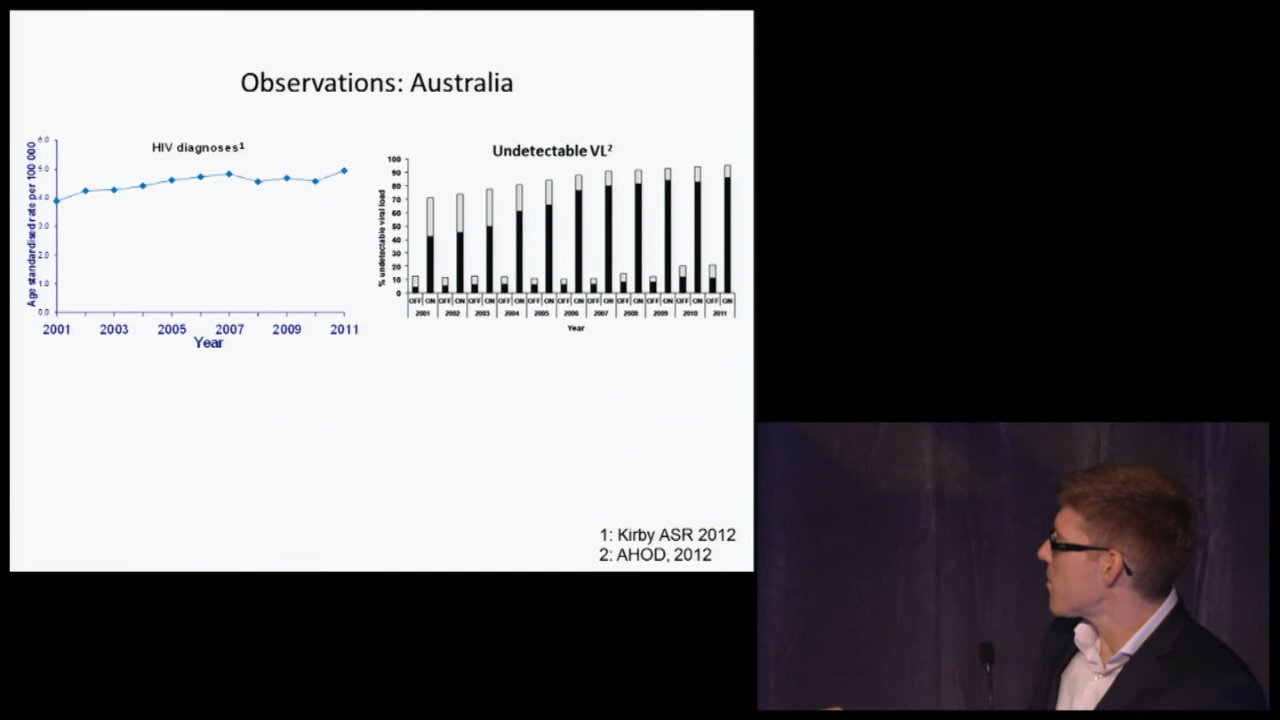 Observations: Australia
HIV diagnoses1
Age standardised rate per 100 000
6.0
5.0
4.0
3.0
2.0
1.0
0.0
2001 2003 2005 2007 2009 2011
Year
Undetectable VL2
% undetectable viral load
100
90
80
70
60
50
40
30
20
10
0
OFF ON OFF ON OFF ON OFF ON OFF ON OFF ON OFF ON OFF ON OFF ON OFF ON OFF ON
2001 2002 2003 2004 2005 2006 2007 2008 2009 2010 2011
Year
1: Kirby ASR 2012
2: AHOD, 2012